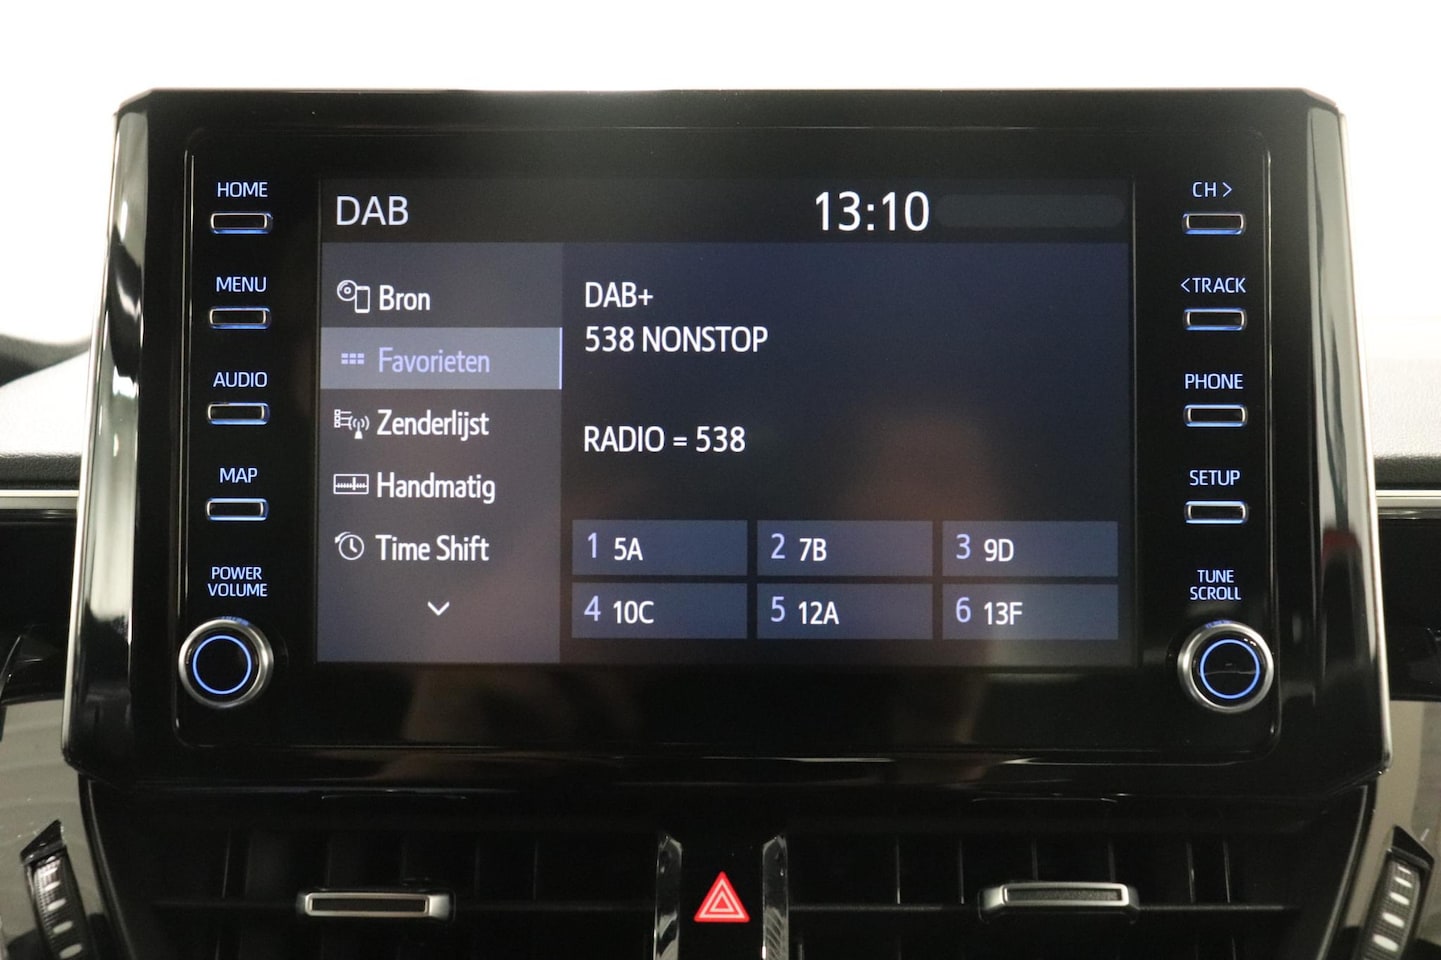 HOME
MENU
AUDIO
MAP
POWER
VOLUME
DAB
13:10
Bron
Favorieten
Zenderlijst
Handmatig
Time Shift
DAB+
538 NONSTOP
RADIO = 538
1 5A
2 7B
3 9D
4 10C
5 12A
6 13F
CH >
< TRACK
PHONE
SETUP
TUNE
SCROLL